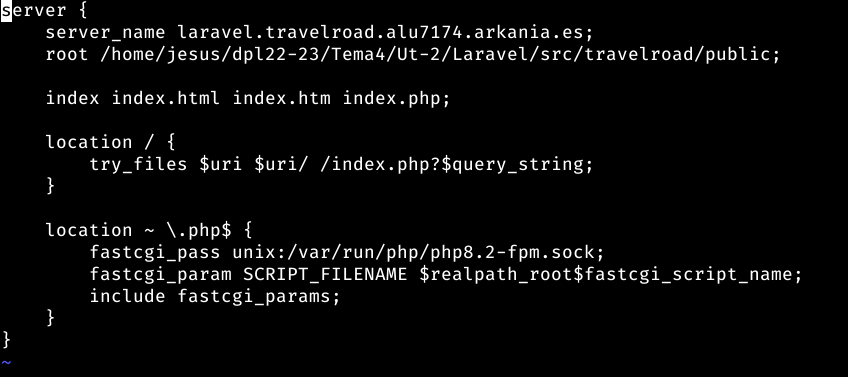 server {
    server_name laravel.travelroad.alu7174.arkania.es;
    root /home/jesus/dpl22-23/Tema4/Ut-2/Laravel/src/travelroad/public;

    index index.html index.htm index.php;

    location / {
        try_files $uri $uri/ /index.php?$query_string;
    }

    location ~ \.php$ {
        fastcgi_pass unix:/var/run/php/php8.2-fpm.sock;
        fastcgi_param SCRIPT_FILENAME $realpath_root$fastcgi_script_name;
        include fastcgi_params;
    }
}
~